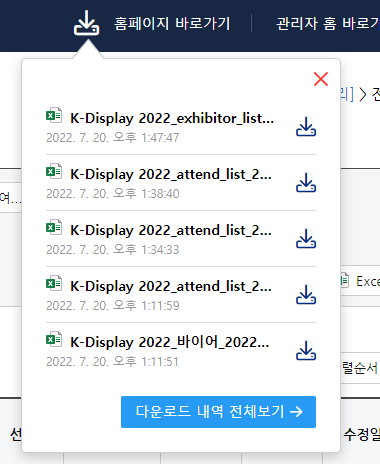 홈페이지 바로가기
관리자 홈 바로가기
리] > 전
K-Display 2022_exhibitor_list...
2022. 7. 20. 오후 1:47:47
K-Display 2022_attend_list_2...
2022. 7. 20. 오후 1:38:40
여...
K-Display 2022_attend_list_2...
2022. 7. 20. 오후 1:34:33
K-Display 2022_attend_list_2...
2022. 7. 20. 오후 1:11:59
Exce
K-Display 2022_바이어_2022...
2022. 7. 20. 오후 1:11:51
렬순서
다운로드 내역 전체보기 →
선
수정일